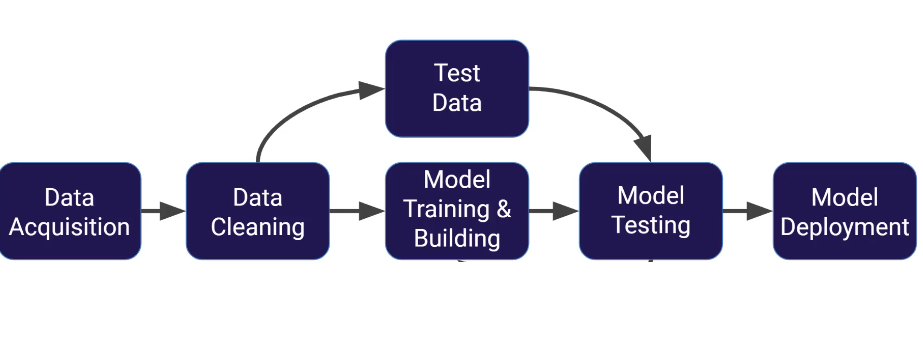 Test
Data
Data
Acquisition
Data
Cleaning
Model
Training &
Building
Model
Testing
Model
Deployment